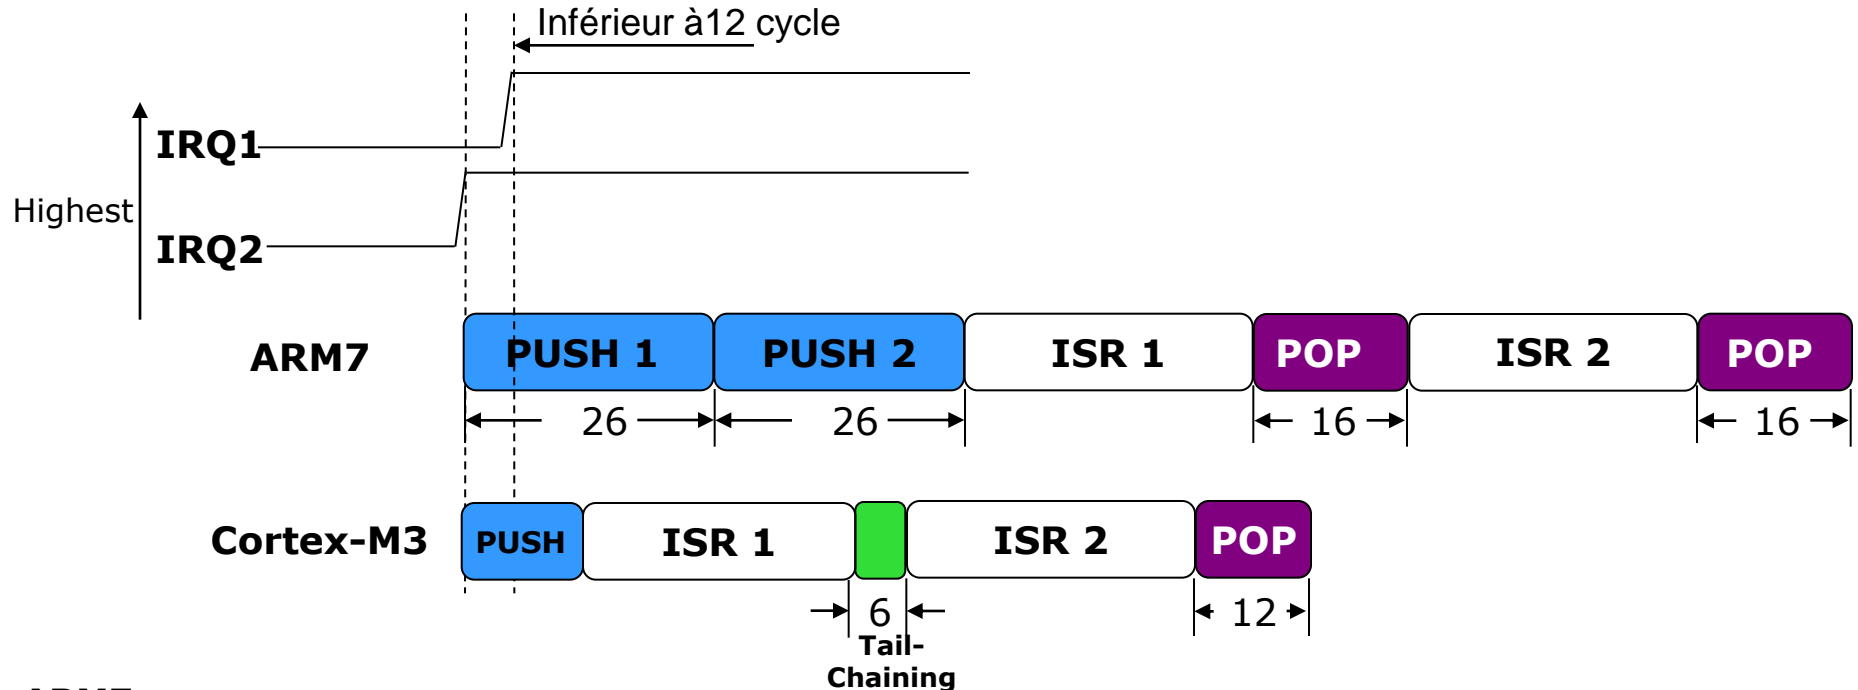 Inférieur à12 cycle
IRQ1
Highest
IRQ2
ARM7
PUSH 1
PUSH 2
ISR 1
POP
ISR 2
POP
26
26
16
16
Cortex-M3
PUSH
ISR 1
ISR 2
POP
6
12
Tail-
Chaining